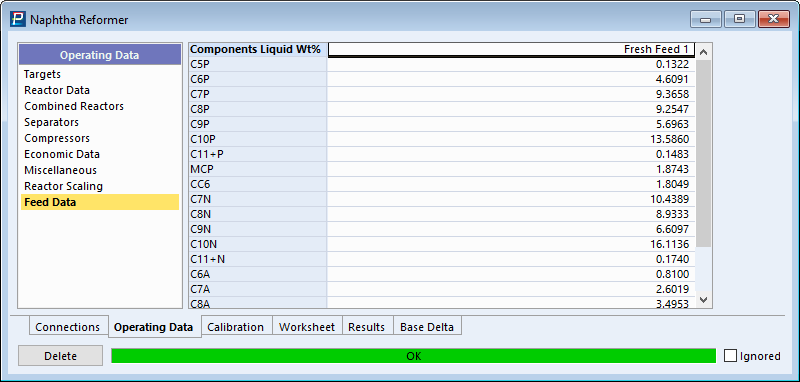 Naphtha Reformer
Operating Data
Targets
Reactor Data
Combined Reactors
Separators
Compressors
Economic Data
Miscellaneous
Reactor Scaling
Feed Data
Components Liquid Wt% Fresh Feed 1
C5P 0.1322
C6P 4.6091
C7P 9.3658
C8P 9.2547
C9P 5.6963
C10P 13.5860
C11+P 0.1483
MCP 1.8743
CC6 1.8049
C7N 10.4389
C8N 8.9333
C9N 6.6097
C10N 16.1136
C11+N 0.1740
C6A 0.8100
C7A 2.6019
C8A 3.4953
Connections Operating Data Calibration Worksheet Results Base Delta
Delete OK Ignored